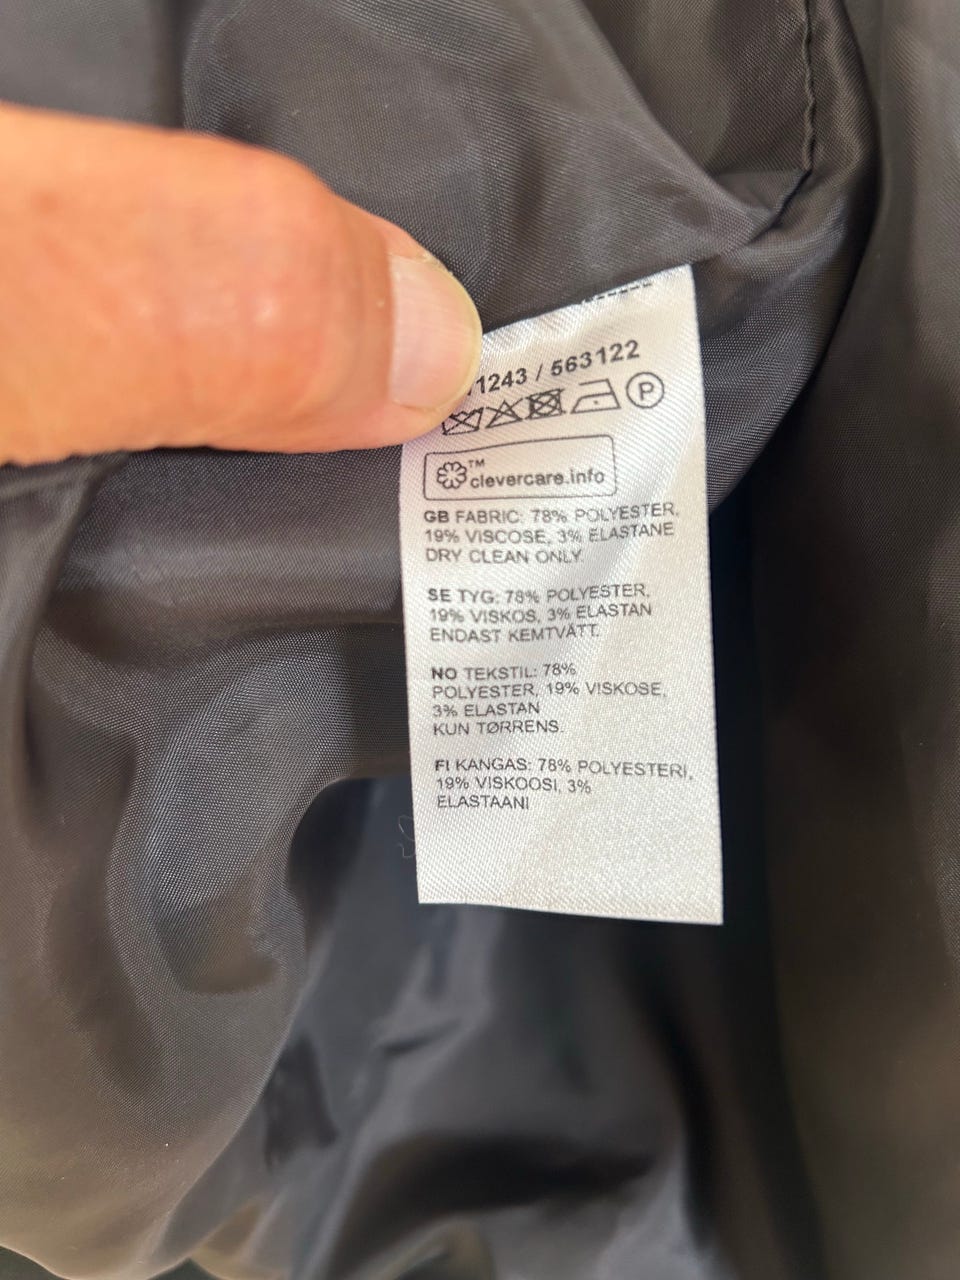 1243 / 563122
P
™
clevercare.info
GB FABRIC: 78% POLYESTER,
19% VISCOSE, 3% ELASTANE
DRY CLEAN ONLY.
SE TYG: 78% POLYESTER,
19% VISKOS, 3% ELASTAN
ENDAST KEMTVÄTT.
NO TEKSTIL: 78%
POLYESTER, 19% VISKOSE,
3% ELASTAN
KUN TØRRENS.
FI KANGAS: 78% POLYESTERI,
19% VISKOOSI, 3%
ELASTAANI